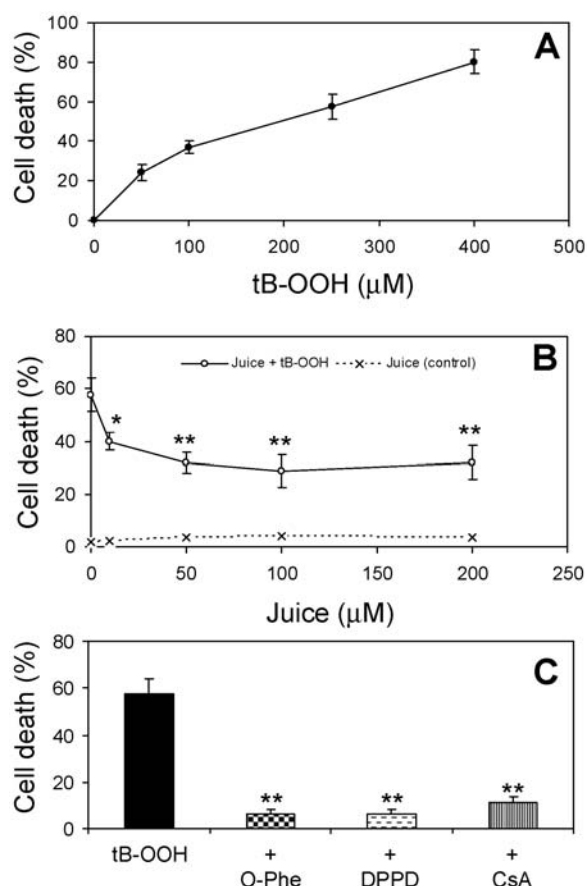 A
Cell death (%)
100
80
60
40
20
0
0 100 200 300 400 500
tB-OOH (µM)
B
Cell death (%)
80
60
40
20
0
Juice + tB-OOH Juice (control)
* ** ** **
0 50 100 150 200 250
Juice (µM)
C
Cell death (%)
80
60
40
20
0
** ** **
tB-OOH + + +
O-Phe DPPD CsA